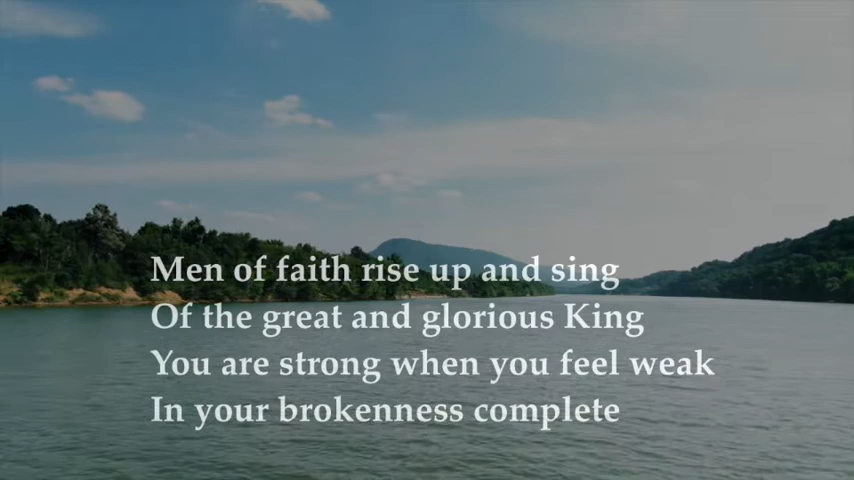 Men of faith rise up and sing
Of the great and glorious King
You are strong when you feel weak
In your brokenness complete